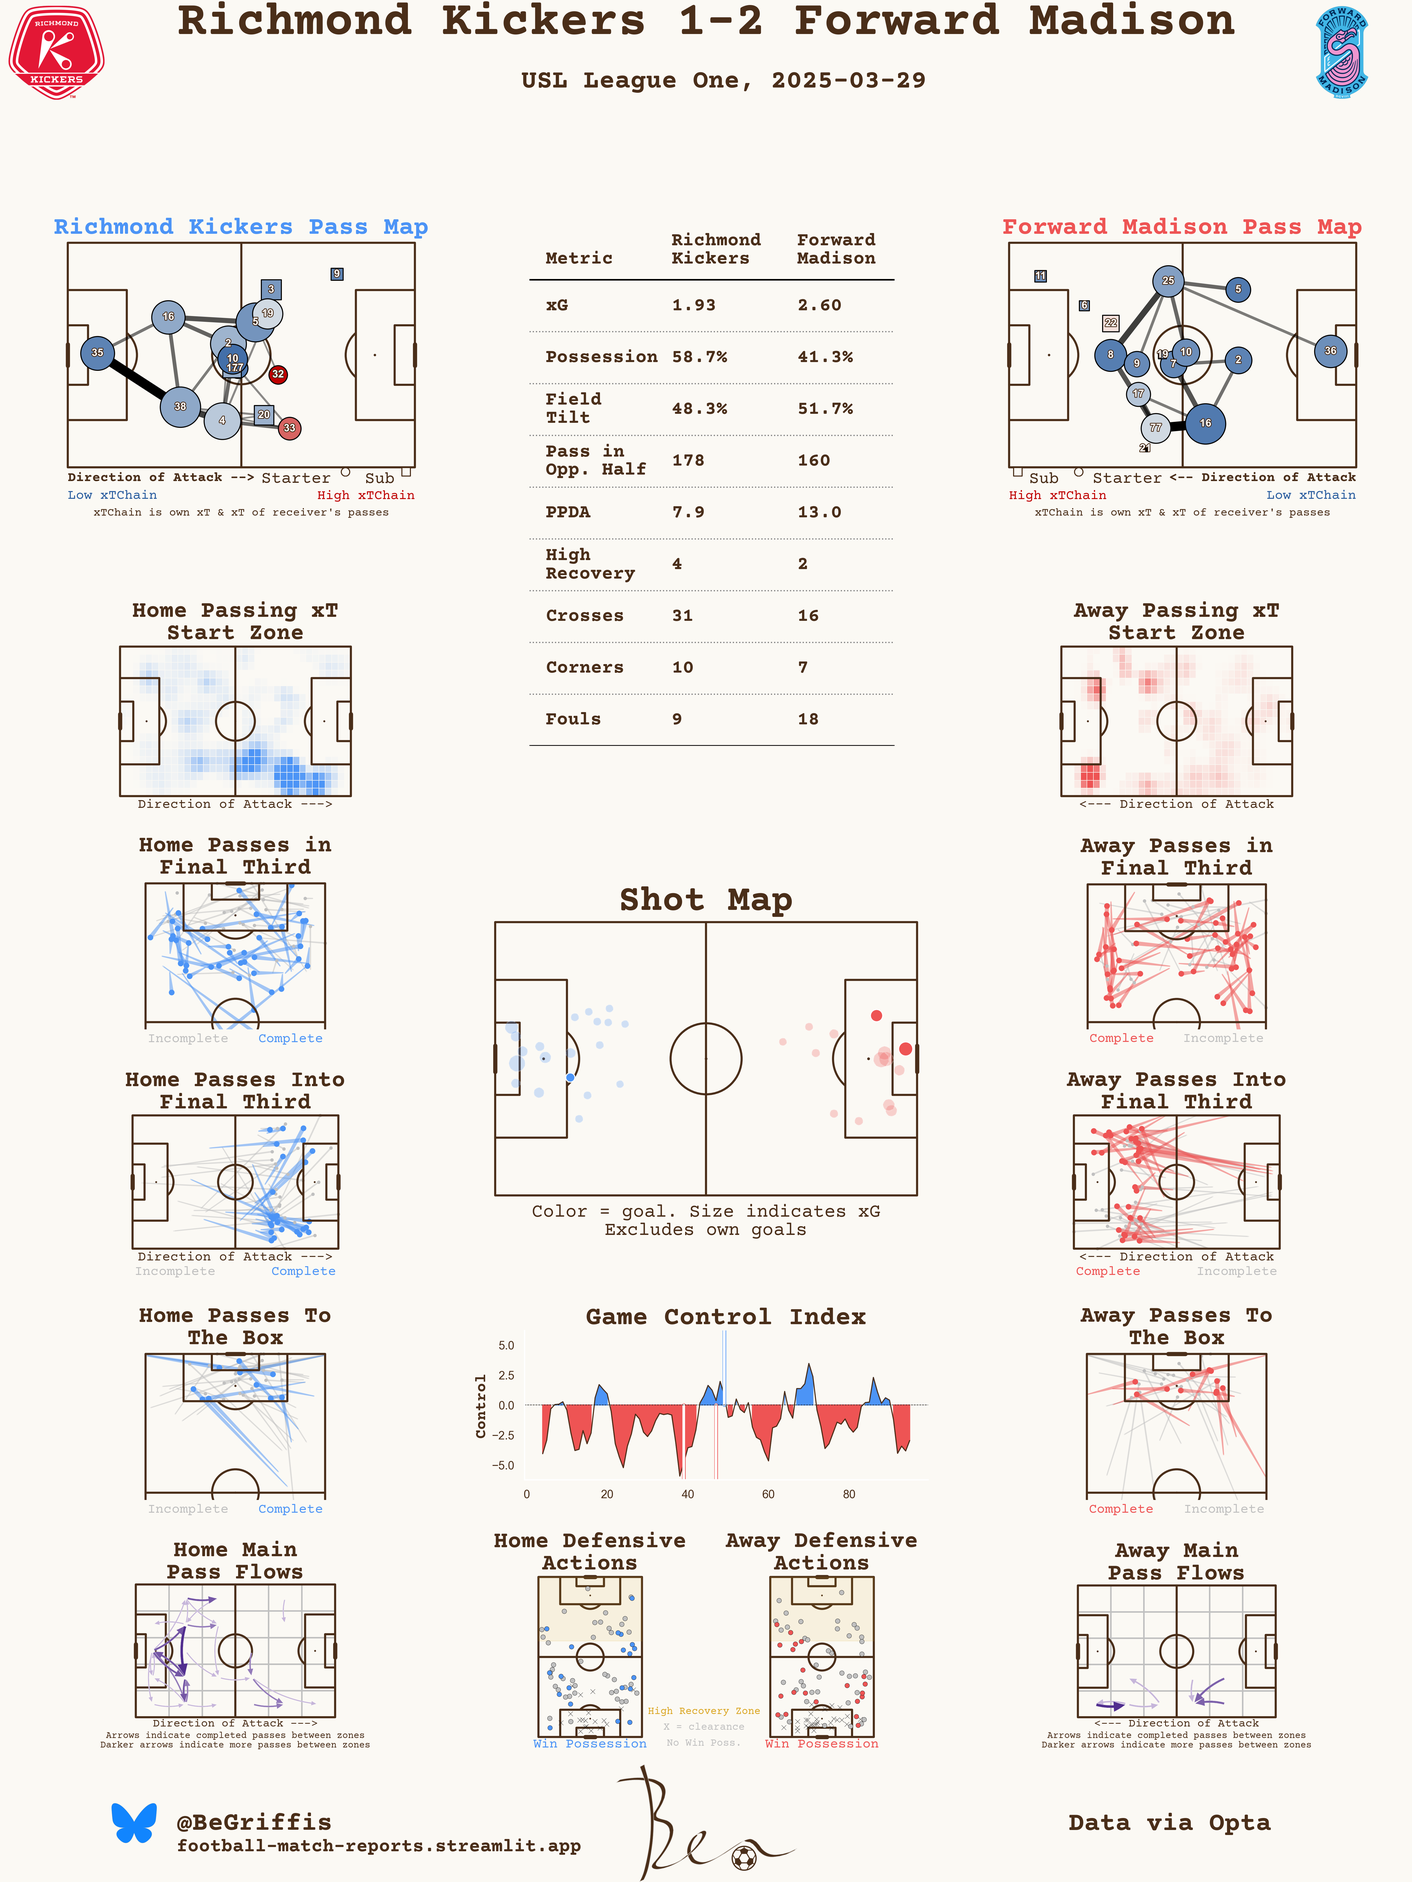 Richmond Kickers 1-2 Forward Madison
USL League One, 2025-03-29
RICHMOND
KICKERS
FORWARD
MADISON
Richmond Kickers Pass Map
35
16
38
2
10
177
5
19
3
9
32
4
20
33
Direction of Attack --> Starter Sub
Low xTChain High xTChain
xTChain is own xT & xT of receiver's passes
Metric Richmond Kickers Forward Madison
xG 1.93 2.60
Possession 58.7% 41.3%
Field Tilt 48.3% 51.7%
Pass in Opp. Half 178 160
PPDA 7.9 13.0
High Recovery 4 2
Crosses 31 16
Corners 10 7
Fouls 9 18
Forward Madison Pass Map
11
6
22
25
5
8
9
19
7
10
2
36
17
77
16
21
Sub Starter <-- Direction of Attack
High xTChain Low xTChain
xTChain is own xT & xT of receiver's passes
Home Passing xT
Start Zone
Direction of Attack --->
Away Passing xT
Start Zone
<--- Direction of Attack
Home Passes in
Final Third
Incomplete Complete
Away Passes in
Final Third
Complete Incomplete
Shot Map
Color = goal. Size indicates xG
Excludes own goals
Home Passes Into
Final Third
Direction of Attack --->
Incomplete Complete
Away Passes Into
Final Third
<--- Direction of Attack
Complete Incomplete
Home Passes To
The Box
Incomplete Complete
Game Control Index
Control
5.0
2.5
0.0
−2.5
−5.0
0 20 40 60 80
Away Passes To
The Box
Complete Incomplete
Home Main
Pass Flows
Direction of Attack --->
Arrows indicate completed passes between zones
Darker arrows indicate more passes between zones
Home Defensive
Actions
Win Possession
High Recovery Zone
X = clearance
No Win Poss.
Away Defensive
Actions
Win Possession
Away Main
Pass Flows
<--- Direction of Attack
Arrows indicate completed passes between zones
Darker arrows indicate more passes between zones
@BeGriffis
football-match-reports.streamlit.app
Ben
Data via Opta